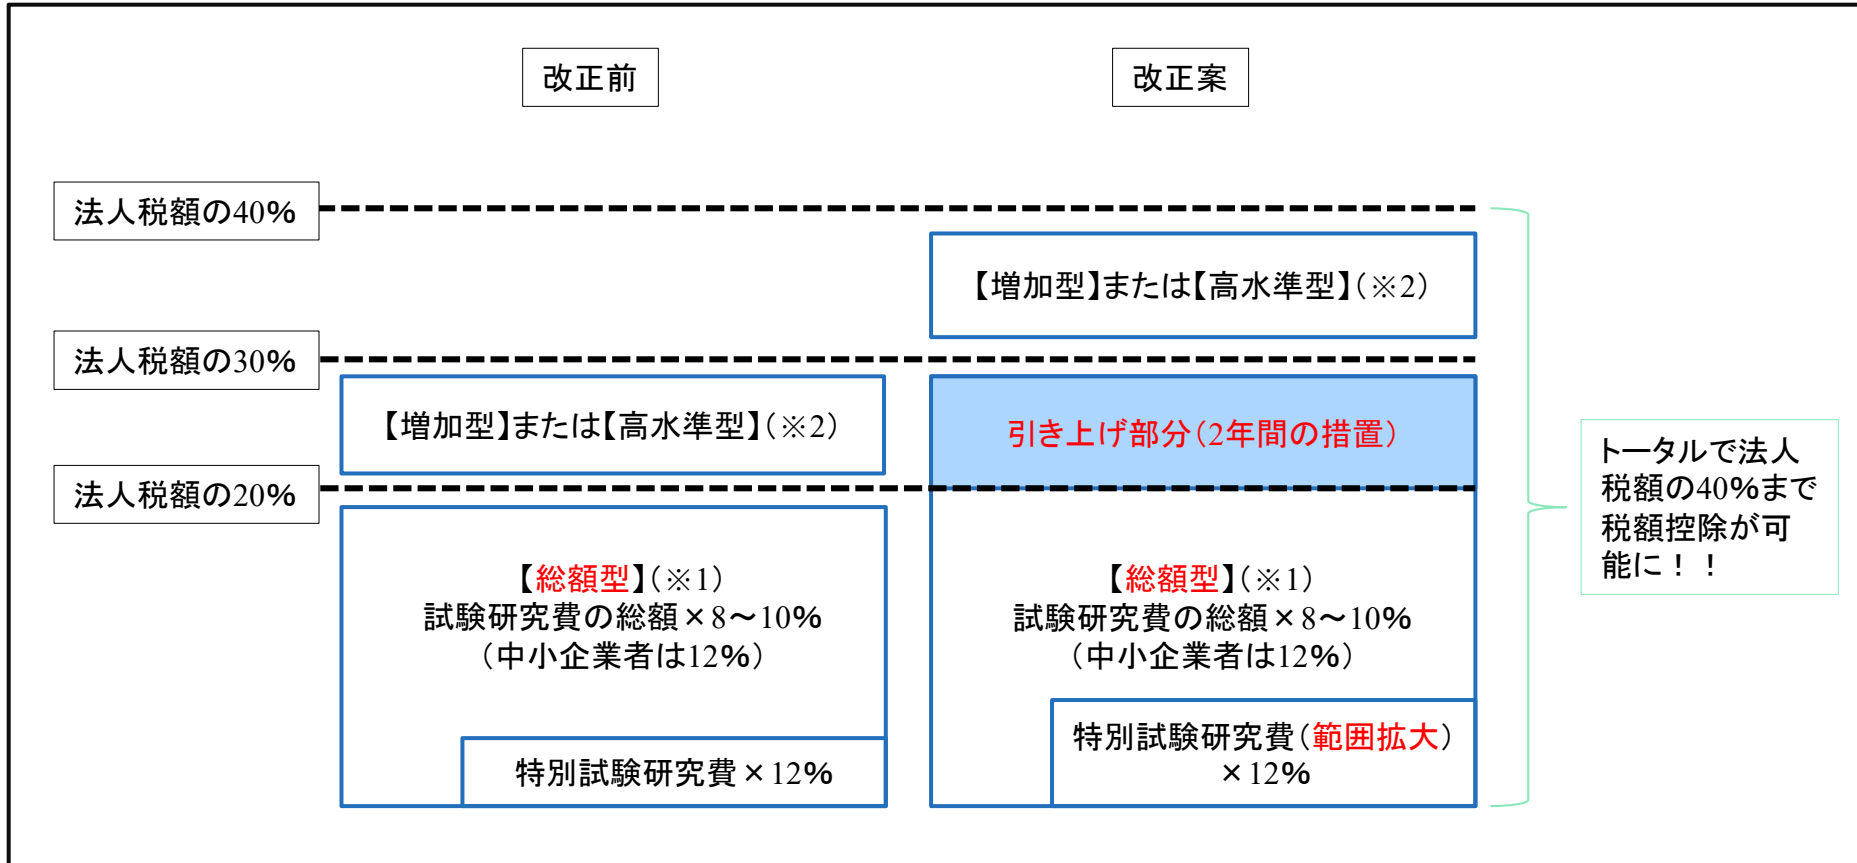 改正前
改正案
法人税額の40%
【増加型】または【高水準型】(※2)
法人税額の30%
【増加型】または【高水準型】(※2)
引き上げ部分(2年間の措置)
法人税額の20%
【総額型】(※1)
試験研究費の総額×8〜10%
(中小企業者は12%)
特別試験研究費×12%
【総額型】(※1)
試験研究費の総額×8〜10%
(中小企業者は12%)
特別試験研究費(範囲拡大)
×12%
トータルで法人
税額の40%まで
税額控除が可
能に！！